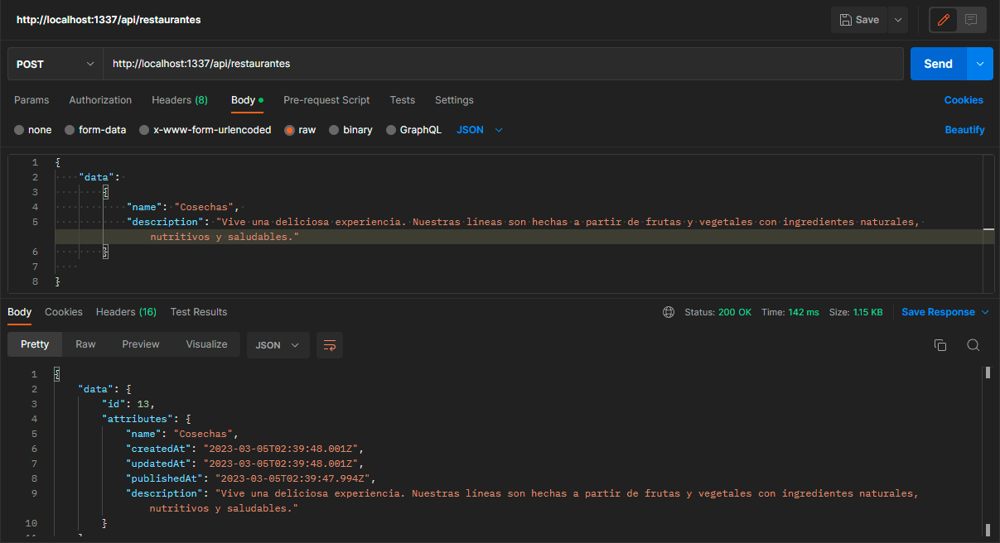 http://localhost:1337/api/restaurantes Save
POST http://localhost:1337/api/restaurantes Send
Params Authorization Headers (8) Body Pre-request Script Tests Settings Cookies
none form-data x-www-form-urlencoded raw binary GraphQL JSON Beautify
1 {
2 "data":
3 {
4 "name": "Cosechas",
5 "description": "Vive una deliciosa experiencia. Nuestras líneas son hechas a partir de frutas y vegetales con ingredientes naturales,
nutritivos y saludables."
6 }
7
8 }
Body Cookies Headers (16) Test Results Status: 200 OK Time: 142 ms Size: 1.15 KB Save Response
Pretty Raw Preview Visualize JSON
1 {
2 "data": {
3 "id": 13,
4 "attributes": {
5 "name": "Cosechas",
6 "createdAt": "2023-03-05T02:39:48.001Z",
7 "updatedAt": "2023-03-05T02:39:48.001Z",
8 "publishedAt": "2023-03-05T02:39:47.994Z",
9 "description": "Vive una deliciosa experiencia. Nuestras líneas son hechas a partir de frutas y vegetales con ingredientes naturales,
nutritivos y saludables."
10 }